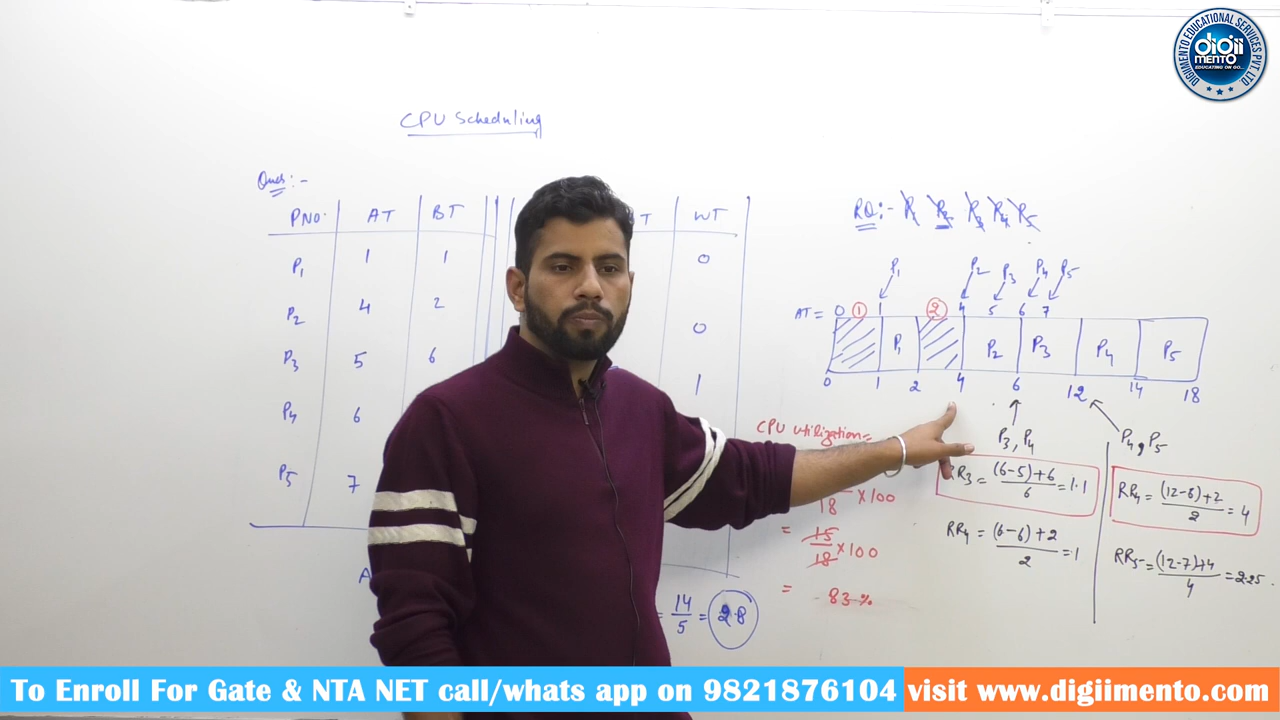 DIGIIMENTO EDUCATIONAL SERVICES PVT. LTD
digii
MENTO
EDUCATING ON GO...
CPU Scheduling
Ques:-
PNO. AT BT T WT
P1 1 1 0
P2 4 2 0
P3 5 6 1
P4 6
P5 7
A
= 14/5 = 2.8
RQ:- P1 P2 P3 P4 P5
P1 P2 P3 P4 P5
AT= 0 1 1 2 4 5 6 7
P1 P2 P3 P4 P5
0 1 2 4 6 12 14 18
CPU Utilization=
18 X100
= 15/18 X100
= 83%
P3, P4
RR3 = (6-5)+6/6 = 1.1
RR4 = (6-6)+2/2 = 1
P4, P5
RR4 = (12-6)+2/2 = 4
RR5 = (12-7)+4/4 = 2.25
To Enroll For Gate & NTA NET call/whats app on 9821876104 visit www.digiimento.com